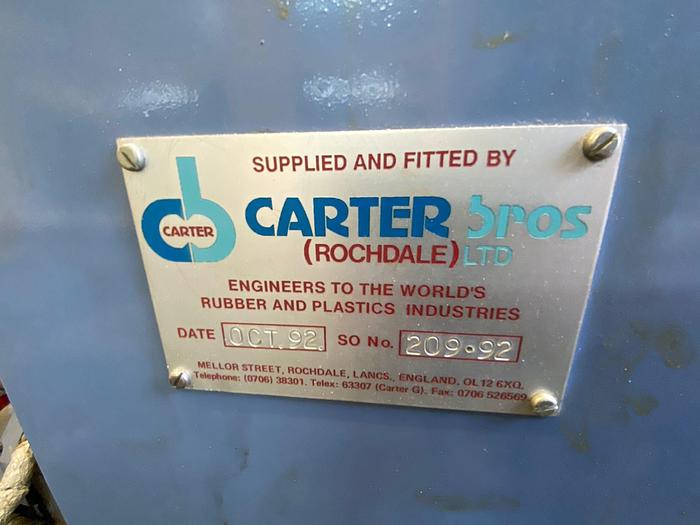 SUPPLIED AND FITTED BY
CARTER
CARTER bros
(ROCHDALE) LTD
ENGINEERS TO THE WORLD'S
RUBBER AND PLASTICS INDUSTRIES
DATE OCT.92. SO No. 209•92
MELLOR STREET, ROCHDALE, LANCS., ENGLAND, OL12 6XQ.
Telephone: (0706) 38301. Telex: 63307 (Carter G). Fax: 0706 526569